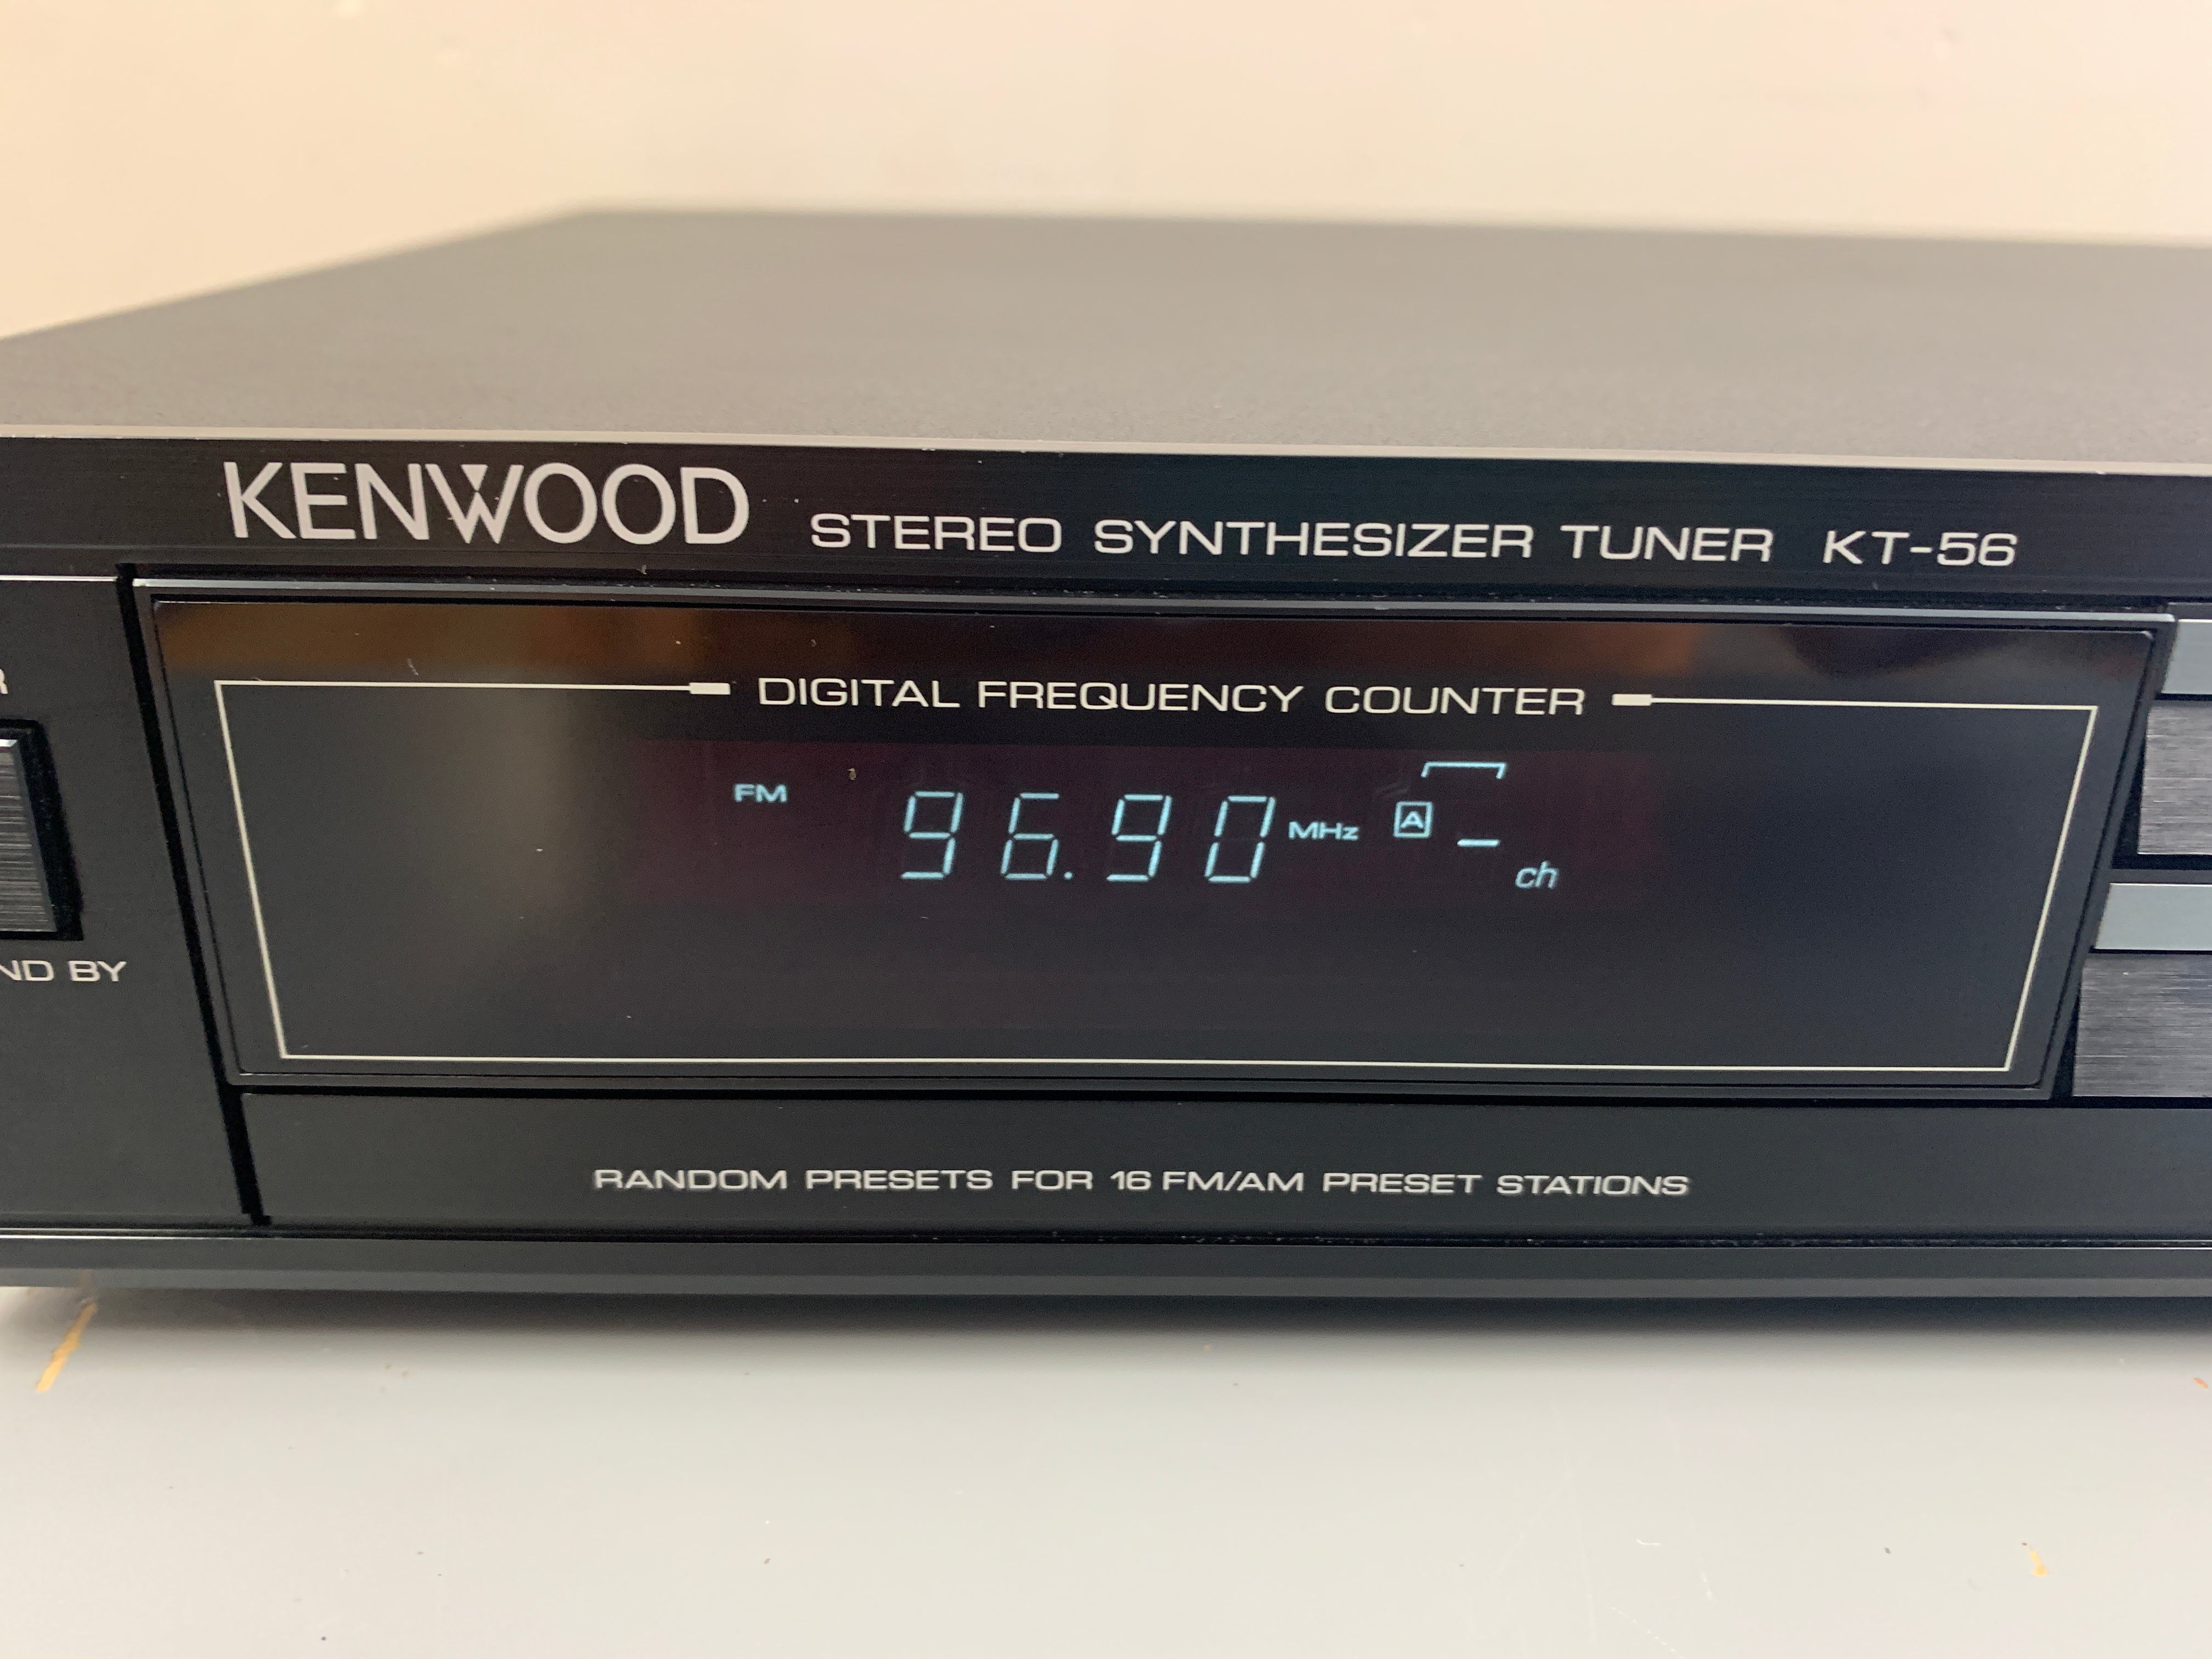 KENWOOD STEREO SYNTHESIZER TUNER KT-56
DIGITAL FREQUENCY COUNTER
FM 96.90 MHz A – ch
BY
RANDOM PRESETS FOR 16 FM/AM PRESET STATIONS